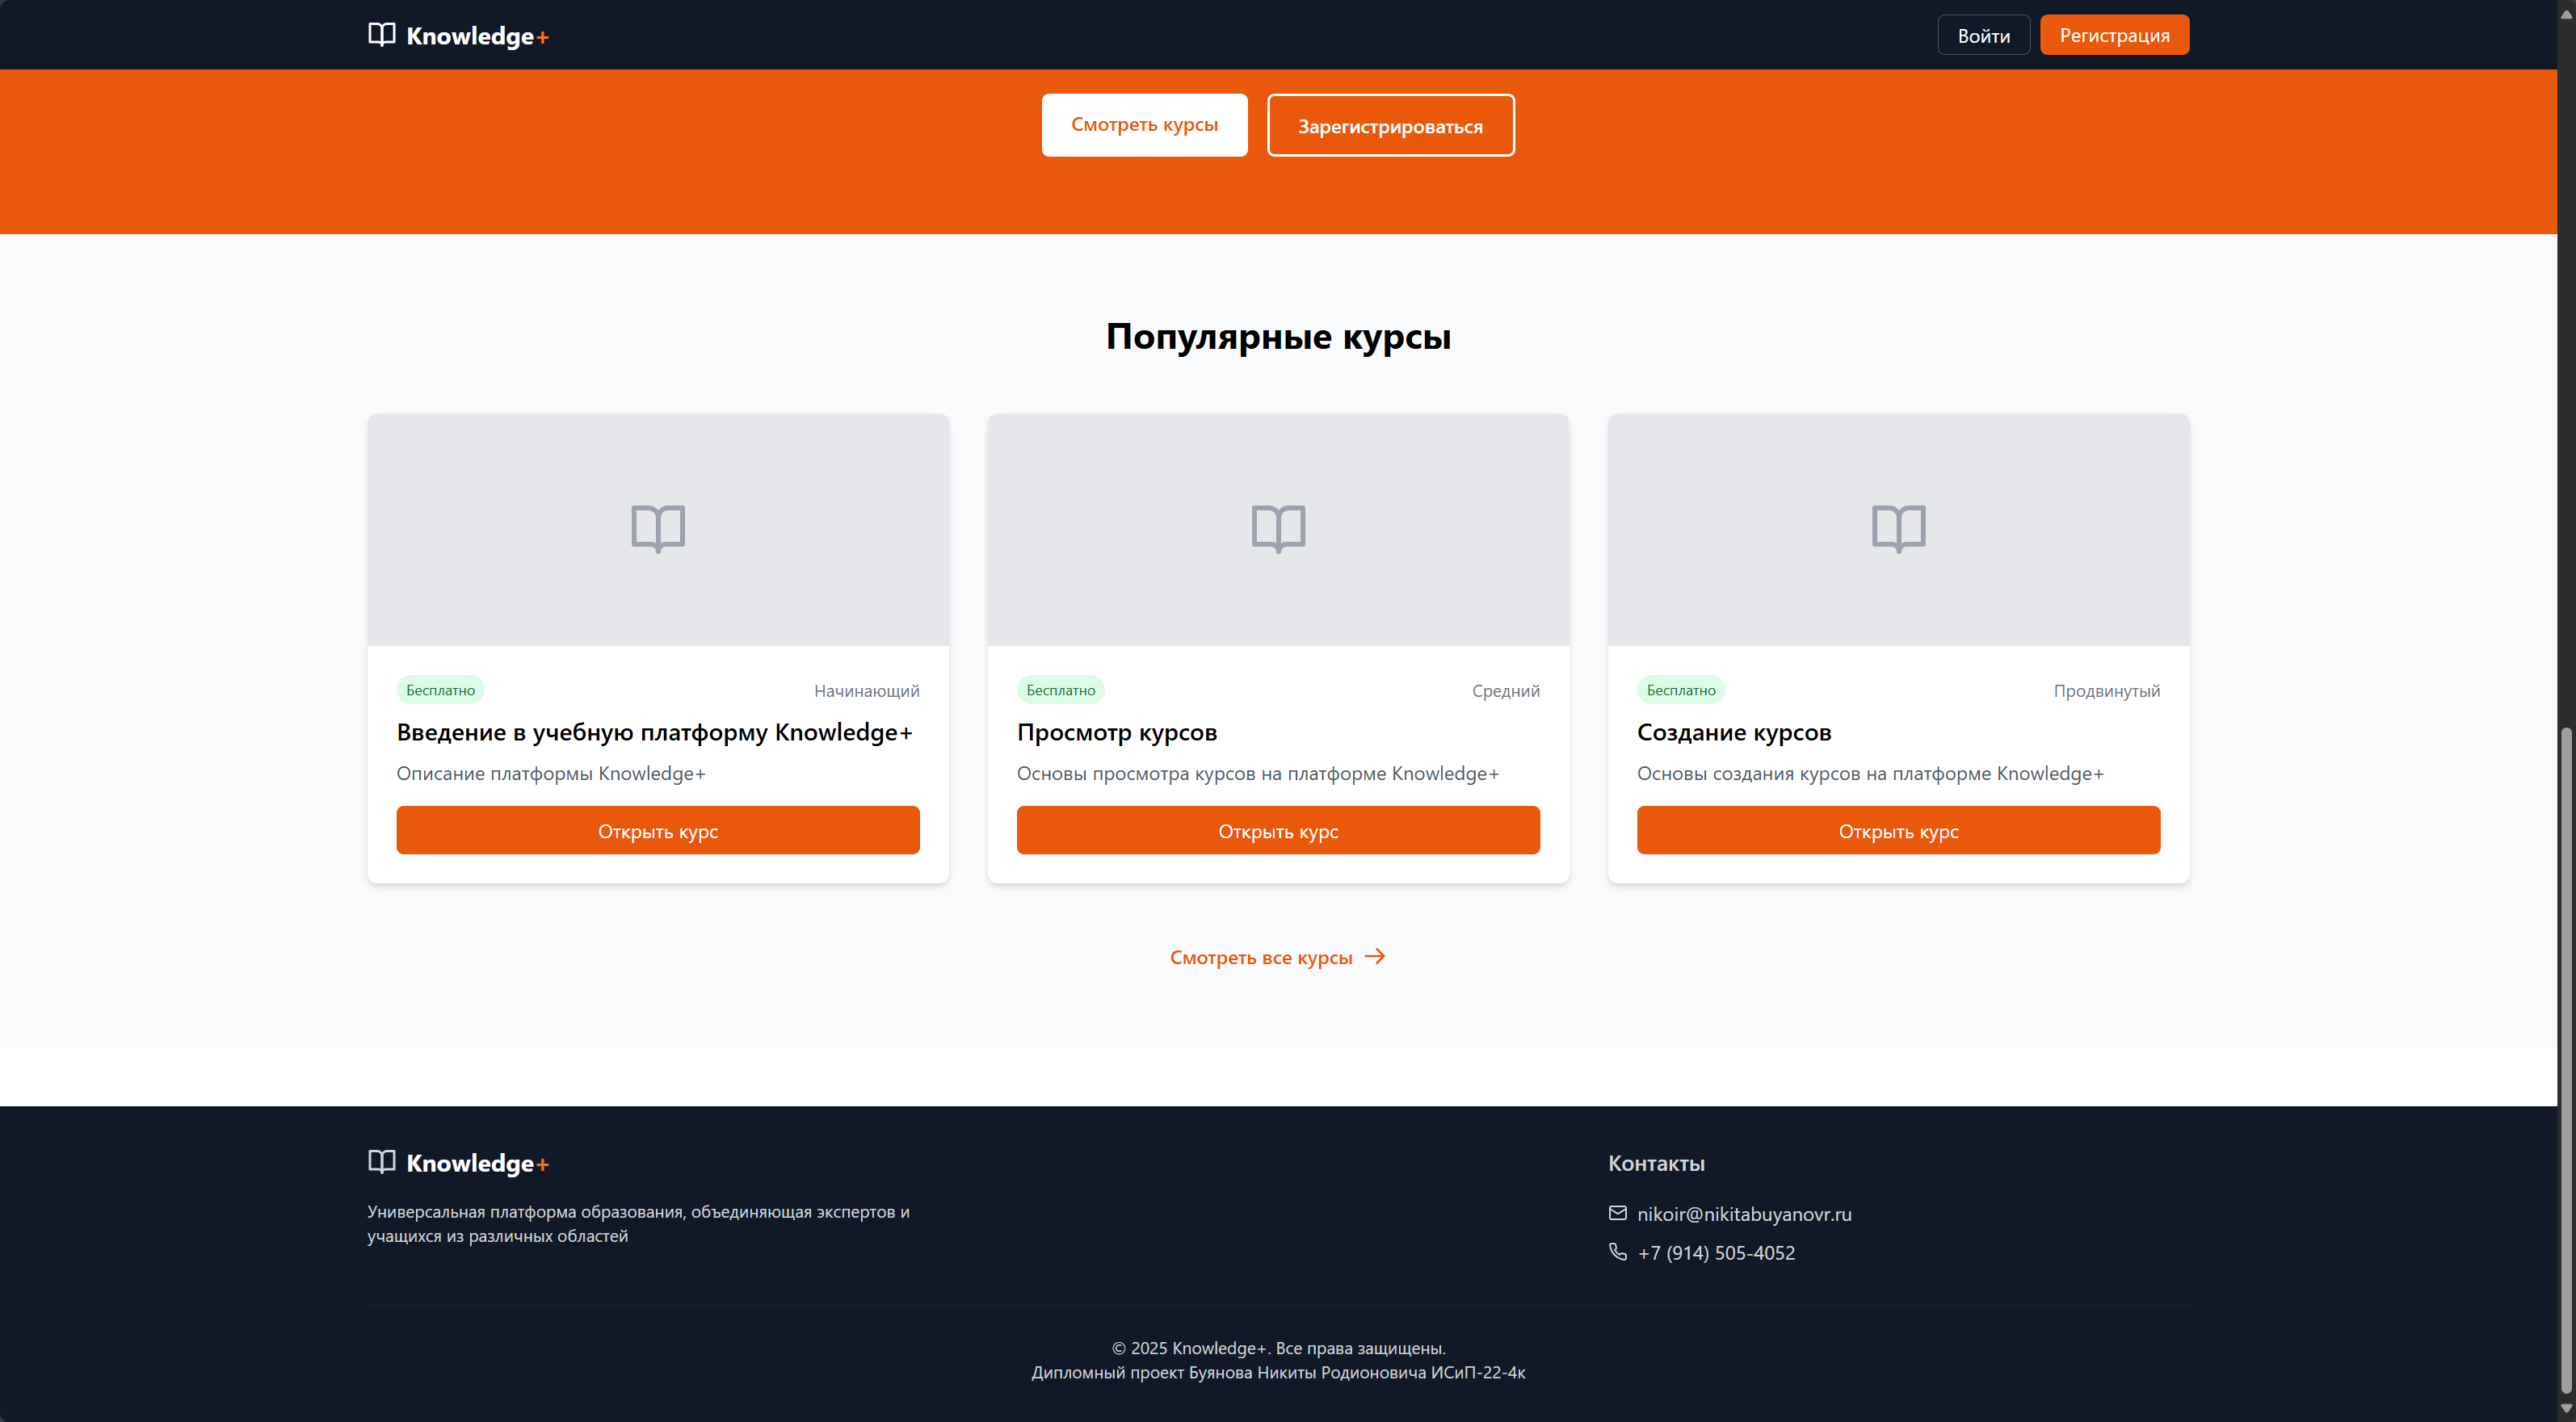 Knowledge+
Войти
Регистрация
Смотреть курсы
Зарегистрироваться
Популярные курсы
Бесплатно
Начинающий
Введение в учебную платформу Knowledge+
Описание платформы Knowledge+
Открыть курс
Бесплатно
Средний
Просмотр курсов
Основы просмотра курсов на платформе Knowledge+
Открыть курс
Бесплатно
Продвинутый
Создание курсов
Основы создания курсов на платформе Knowledge+
Открыть курс
Смотреть все курсы
Knowledge+
Универсальная платформа образования, объединяющая экспертов и
учащихся из различных областей
Контакты
nikoir@nikitabuyanovr.ru
+7 (914) 505-4052
© 2025 Knowledge+. Все права защищены.
Дипломный проект Буянова Никиты Родионовича ИСиП-22-4к